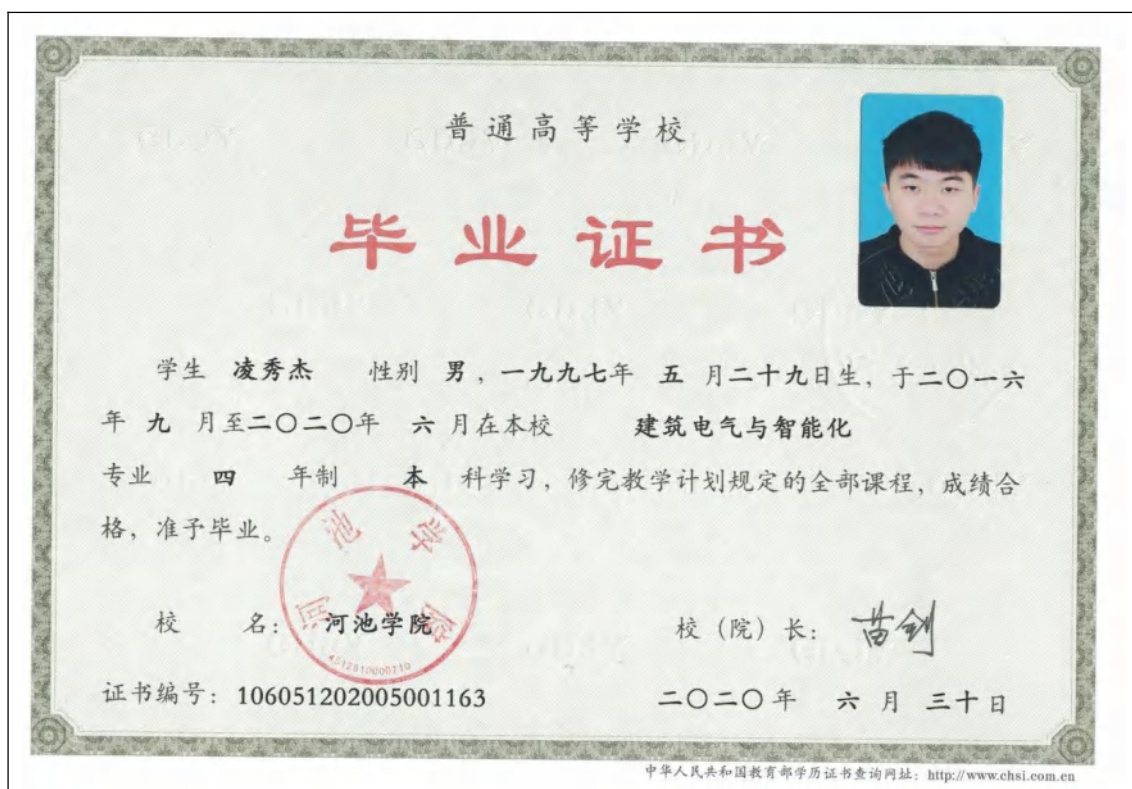 普通高等学校
毕业证书
学生 凌秀杰 性别 男，一九九七年 五 月二十九日生，于二〇一六
年 九 月至二〇二〇年 六 月在本校 建筑电气与智能化
专业 四 年制 本 科学习，修完教学计划规定的全部课程，成绩合
格，准予毕业。
河池学院
4512810000710
校 名：河池学院
校（院）长：苗剑
证书编号：106051202005001163
二〇二〇年 六 月 三十日
中华人民共和国教育部学历证书查询网址：http://www.chsi.com.cn